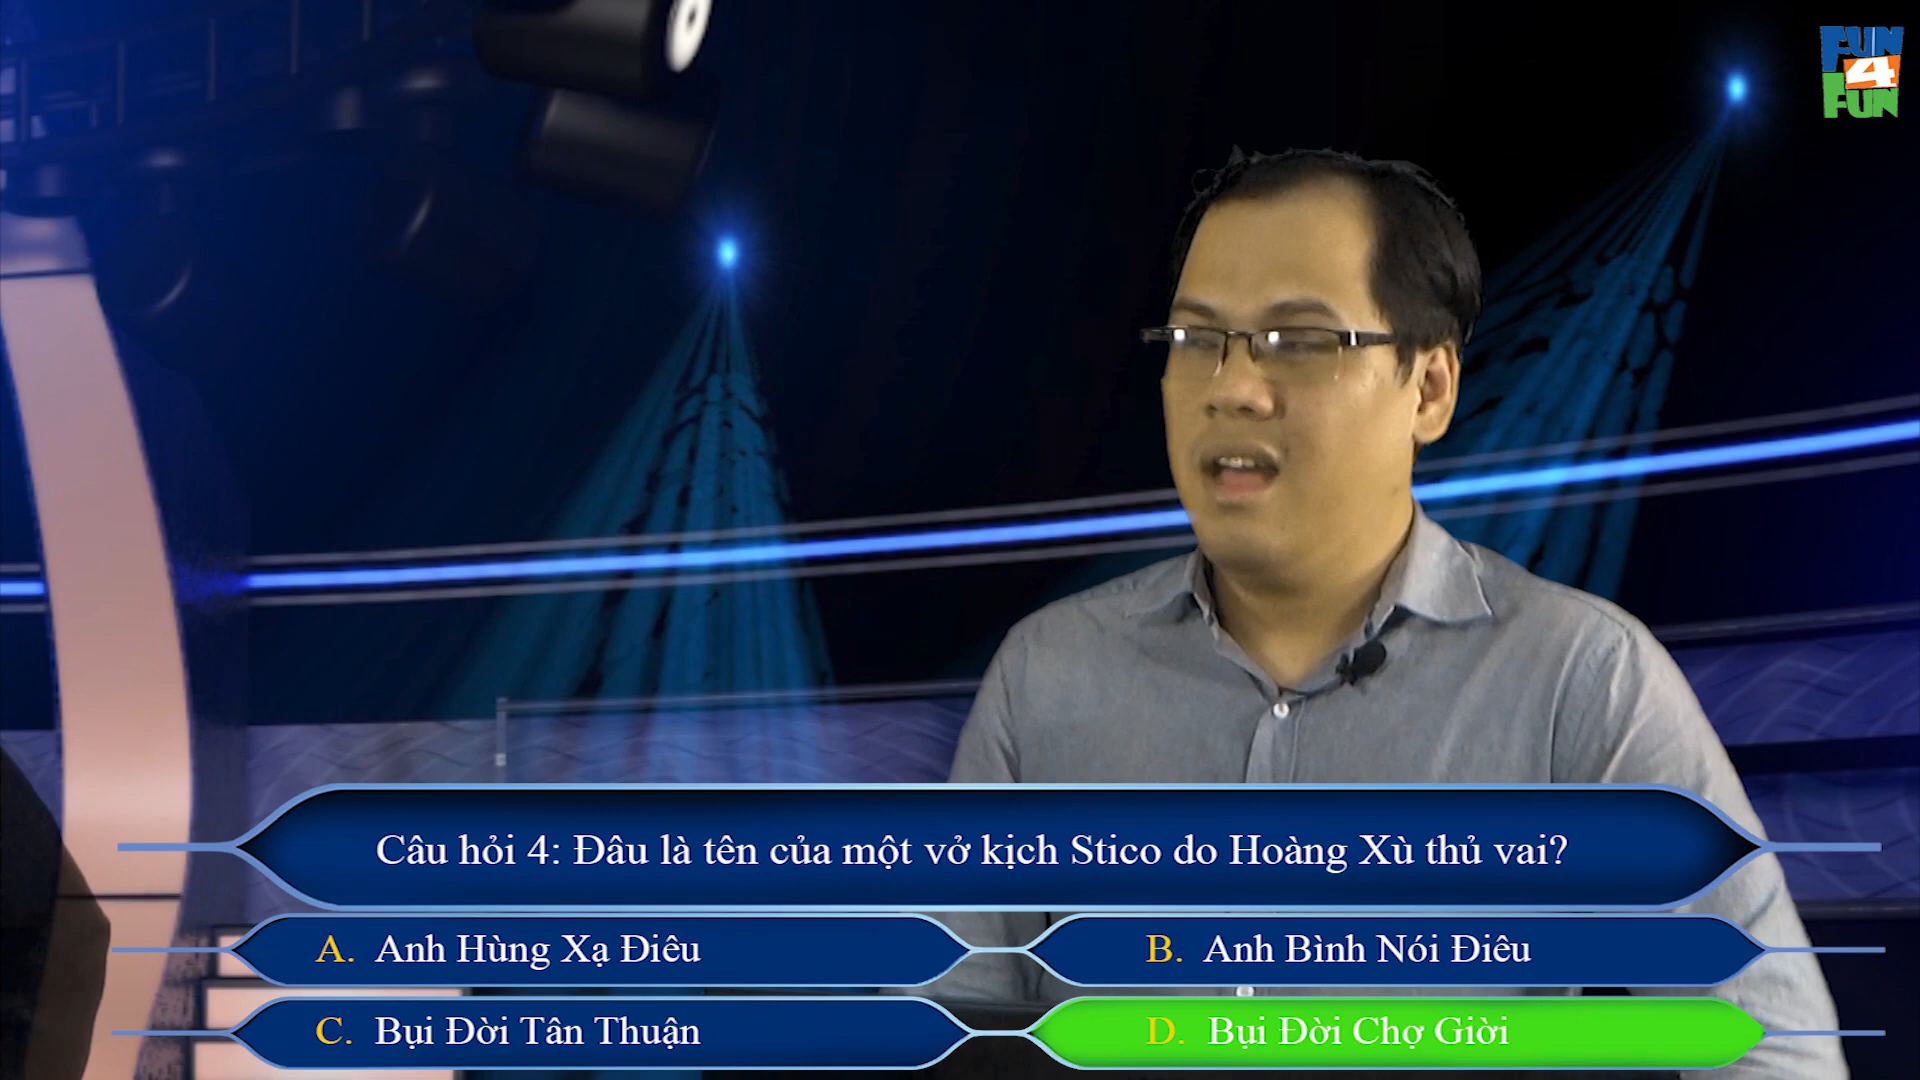 FUN
4
FUN
Câu hỏi 4: Đâu là tên của một vở kịch Stico do Hoàng Xù thủ vai?
A. Anh Hùng Xạ Điêu
B. Anh Bình Nói Điêu
C. Bụi Đời Tân Thuận
D. Bụi Đời Chợ Giời